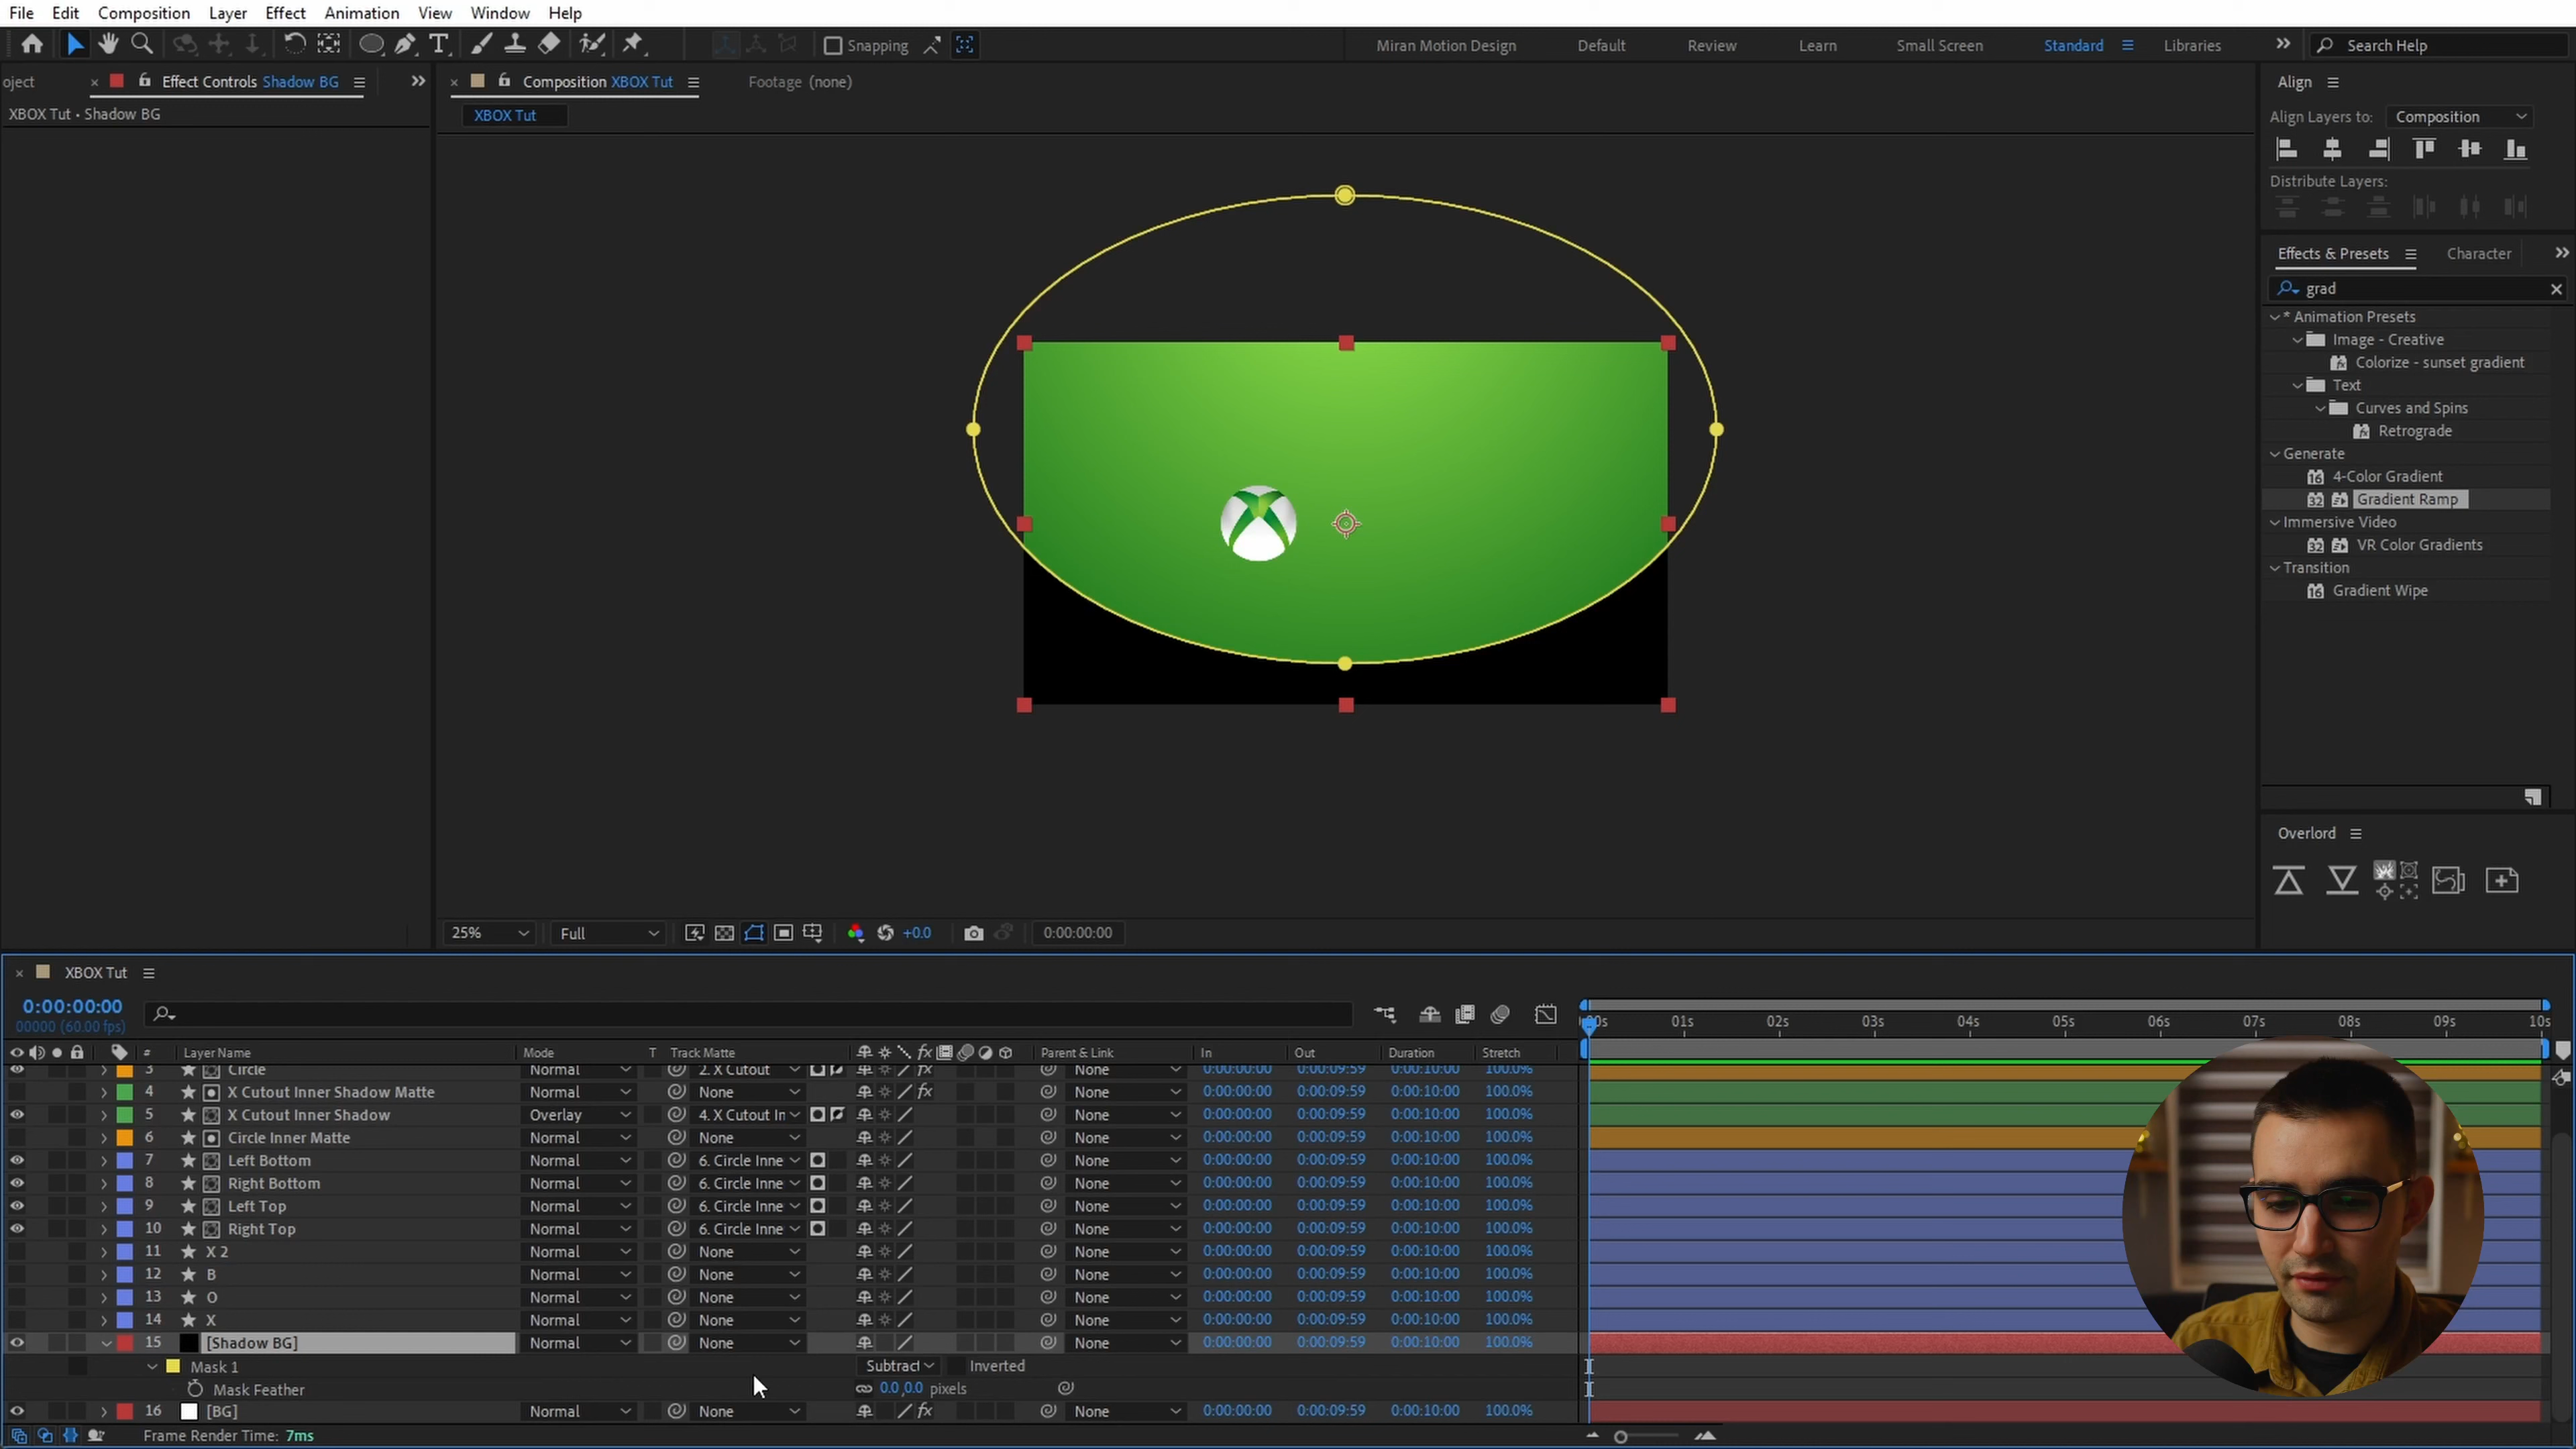 File Edit Composition Layer Effect Animation View Window Help
Snapping Miran Motion Design Default Review Learn Small Screen Standard Libraries Search Help
oject Effect Controls Shadow BG
XBOX Tut • Shadow BG
Composition XBOX Tut Footage (none)
XBOX Tut
25% Full +0.0 0:00:00:00
Align
Align Layers to: Composition
Distribute Layers:
Effects & Presets Character
grad
* Animation Presets
Image - Creative
Colorize - sunset gradient
Text
Curves and Spins
Retrograde
Generate
4-Color Gradient
Gradient Ramp
Immersive Video
VR Color Gradients
Transition
Gradient Wipe
Overlord
XBOX Tut
0:00:00:00
00000 (60.00 fps)
00s 01s 02s 03s 04s 05s 06s 07s 08s 09s 10s
# Layer Name Mode T Track Matte fx Parent & Link In Out Duration Stretch
3 Circle Normal 2. X Cutout fx None 0:00:00:00 0:00:09:59 0:00:10:00 100.0%
4 X Cutout Inner Shadow Matte Normal None fx None 0:00:00:00 0:00:09:59 0:00:10:00 100.0%
5 X Cutout Inner Shadow Overlay 4. X Cutout In None 0:00:00:00 0:00:09:59 0:00:10:00 100.0%
6 Circle Inner Matte Normal None None 0:00:00:00 0:00:09:59 0:00:10:00 100.0%
7 Left Bottom Normal 6. Circle Inne None 0:00:00:00 0:00:09:59 0:00:10:00 100.0%
8 Right Bottom Normal 6. Circle Inne None 0:00:00:00 0:00:09:59 0:00:10:00 100.0%
9 Left Top Normal 6. Circle Inne None 0:00:00:00 0:00:09:59 0:00:10:00 100.0%
10 Right Top Normal 6. Circle Inne None 0:00:00:00 0:00:09:59 0:00:10:00 100.0%
11 X 2 Normal None None 0:00:00:00 0:00:09:59 0:00:10:00 100.0%
12 B Normal None None 0:00:00:00 0:00:09:59 0:00:10:00 100.0%
13 O Normal None None 0:00:00:00 0:00:09:59 0:00:10:00 100.0%
14 X Normal None None 0:00:00:00 0:00:09:59 0:00:10:00 100.0%
15 [Shadow BG] Normal None None 0:00:00:00 0:00:09:59 0:00:10:00 100.0%
Mask 1 Subtract Inverted
Mask Feather 0.0,0.0 pixels
16 [BG] Normal None fx None 0:00:00:00 0:00:09:59 0:00:10:00 100.0%
Frame Render Time: 7ms